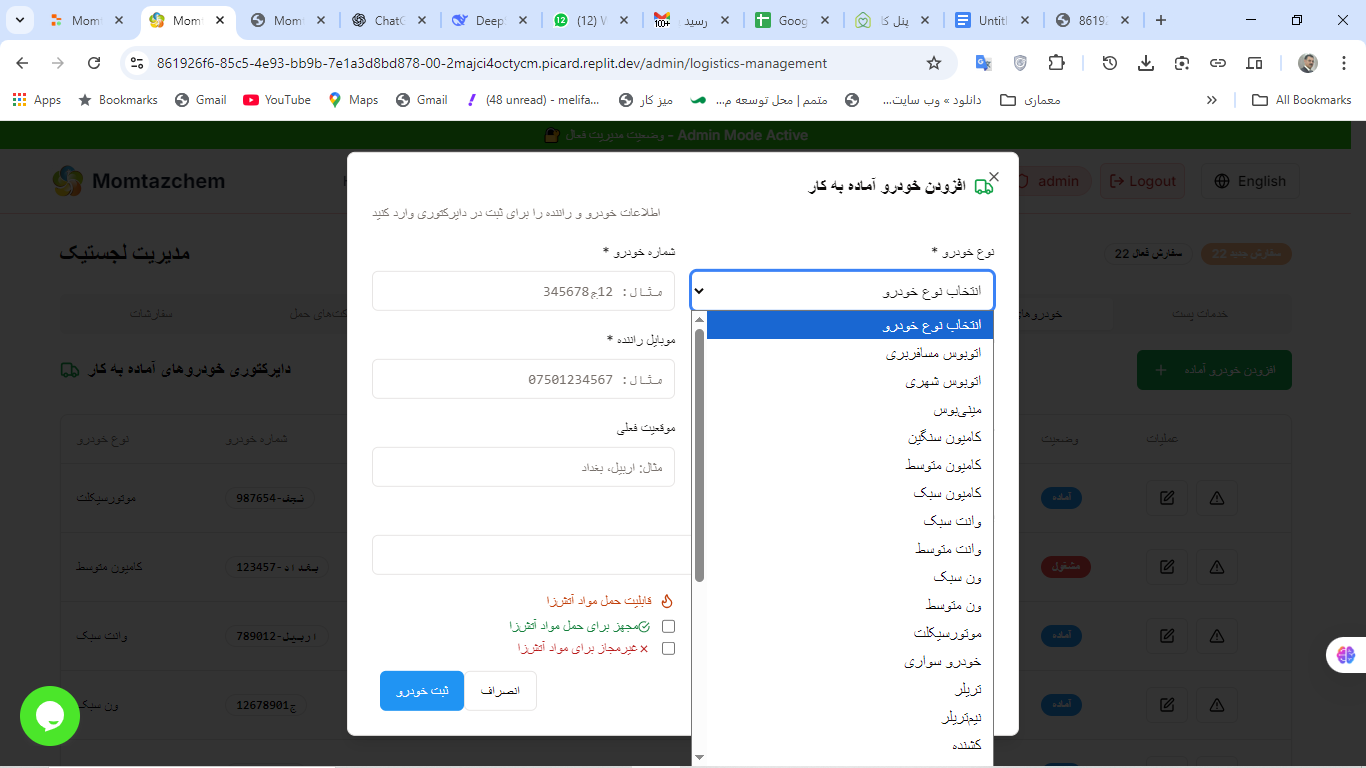 Mom
Mom
Mom
ChatG
Deep
(12) W
رسید
Goog
پنل کا
Untit
8619
861926f6-85c5-4e93-bb9b-7e1a3d8bd878-00-2majci4octycm.picard.replit.dev/admin/logistics-management
Apps
Bookmarks
Gmail
YouTube
Maps
Gmail
(48 unread) - melifa...
میز کار
متمم | محل توسعه م...
دانلود » وب سایت...
معماری
All Bookmarks
وضعیت مدیریت فعال - Admin Mode Active
Momtazchem
admin
Logout
English
مدیریت لجستیک
سفارش فعال 22
سفارش جدید 22
سفارشات
کت‌های حمل
خودروها
خدمات پست
دایرکتوری خودروهای آماده به کار
افزودن خودرو آماده
نوع خودرو
شماره خودرو
وضعیت
عملیات
موتورسیکلت
نجف-987654
آماده
کامیون متوسط
بغداد-123457
مشغول
وانت سبک
اربیل-789012
آماده
ون سبک
12678901ج
آماده
افزودن خودرو آماده به کار
اطلاعات خودرو و راننده را برای ثبت در دایرکتوری وارد کنید
نوع خودرو *
شماره خودرو *
انتخاب نوع خودرو
مثال: 12ج345678
موبایل راننده *
مثال: 07501234567
موقعیت فعلی
مثال: اربیل، بغداد
انتخاب نوع خودرو
اتوبوس مسافربری
اتوبوس شهری
مینی‌بوس
کامیون سنگین
کامیون متوسط
کامیون سبک
وانت سبک
وانت متوسط
ون سبک
ون متوسط
موتورسیکلت
خودرو سواری
تریلر
نیم‌تریلر
کشنده
قابلیت حمل مواد آتش‌زا
مجهز برای حمل مواد آتش‌زا
غیرمجاز برای مواد آتش‌زا
ثبت خودرو
انصراف